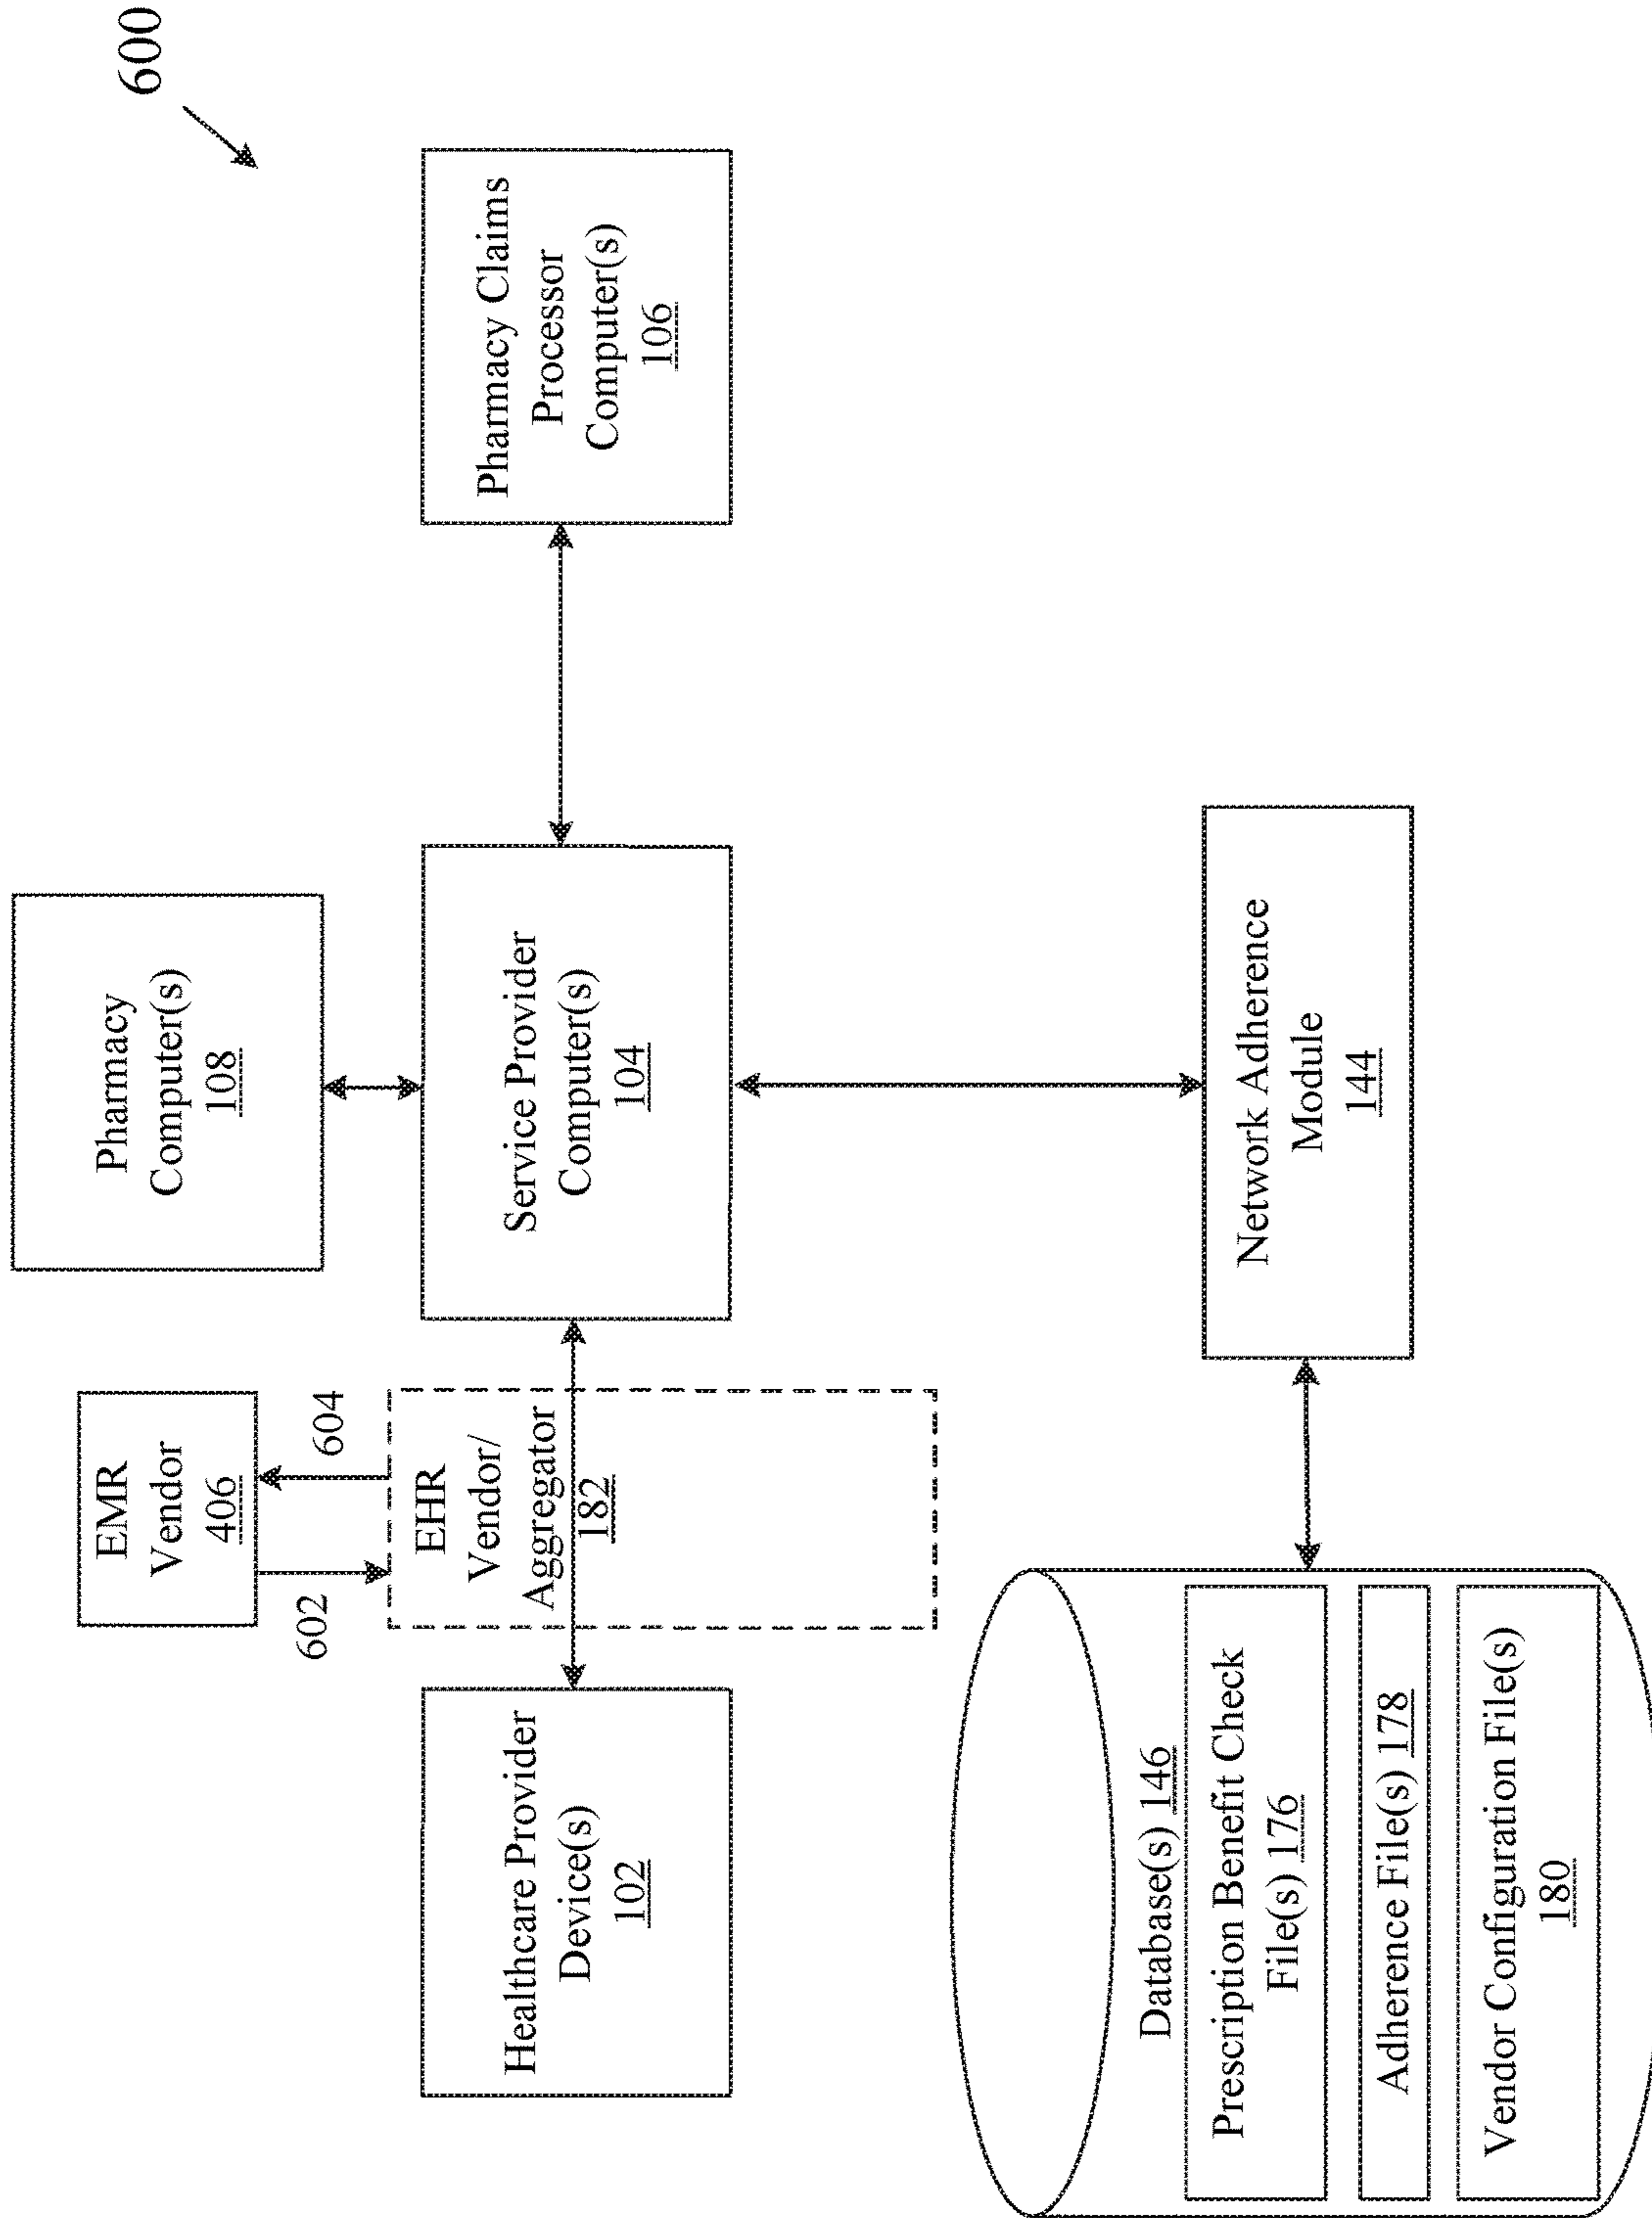 600
EMR
Vendor
406
602
604
Pharmacy
Computer(s)
108
Healthcare Provider
Device(s)
102
EHR
Vendor/
Aggregator
182
Service Provider
Computer(s)
104
Pharmacy Claims
Processor
Computer(s)
106
Database(s) 146
Prescription Benefit Check
File(s) 176
Adherence File(s) 178
Vendor Configuration File(s)
180
Network Adherence
Module
144